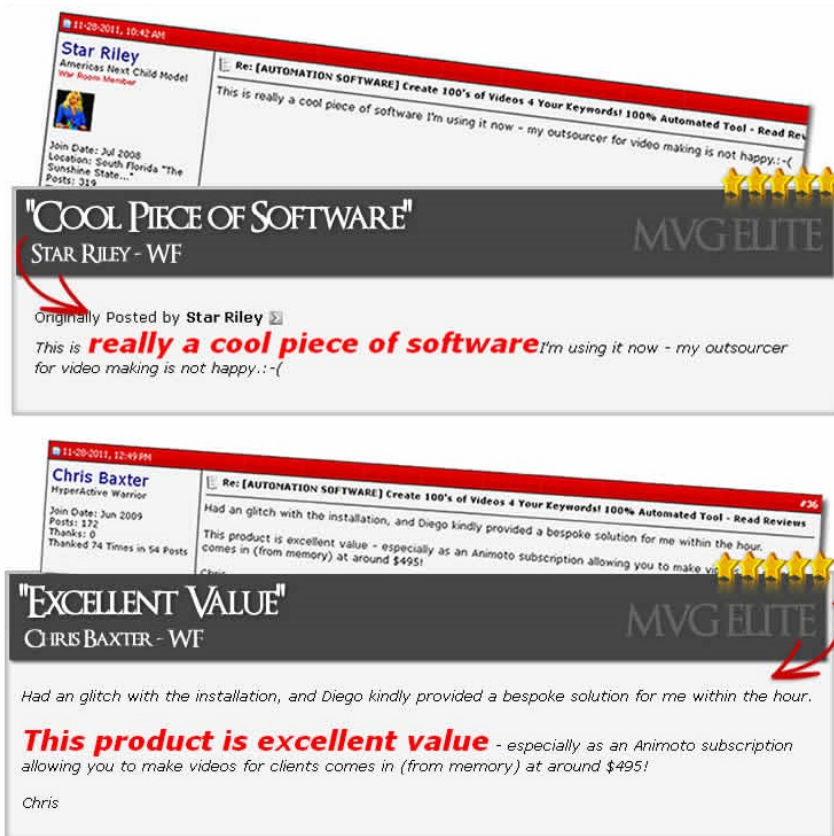 11-28-2011, 10:42 AM
Star Riley
Americas Next Child Model
War Room Member
Join Date: Jul 2008
Location: South Florida "The
Sunshine State..."
Posts: 319
Re: [AUTOMATION SOFTWARE] Create 100's of Videos 4 Your Keywords! 100% Automated Tool - Read Rev
This is really a cool piece of software I'm using it now - my outsourcer for video making is not happy.:-(
"COOL PIECE OF SOFTWARE"
STAR RILEY - WF
MVG ELITE
Originally Posted by Star Riley
This is really a cool piece of software I'm using it now - my outsourcer
for video making is not happy.:-(
11-28-2011, 12:49 PM
#36
Chris Baxter
HyperActive Warrior
Join Date: Jun 2009
Posts: 172
Thanks: 0
Thanked 74 Times in 54 Posts
Re: [AUTOMATION SOFTWARE] Create 100's of Videos 4 Your Keywords! 100% Automated Tool - Read Reviews
Had an glitch with the installation, and Diego kindly provided a bespoke solution for me within the hour.
This product is excellent value - especially as an Animoto subscription allowing you to make
comes in (from memory) at around $495!
"EXCELLENT VALUE"
CHRIS BAXTER - WF
MVG ELITE
Had an glitch with the installation, and Diego kindly provided a bespoke solution for me within the hour.
This product is excellent value - especially as an Animoto subscription
allowing you to make videos for clients comes in (from memory) at around $495!
Chris